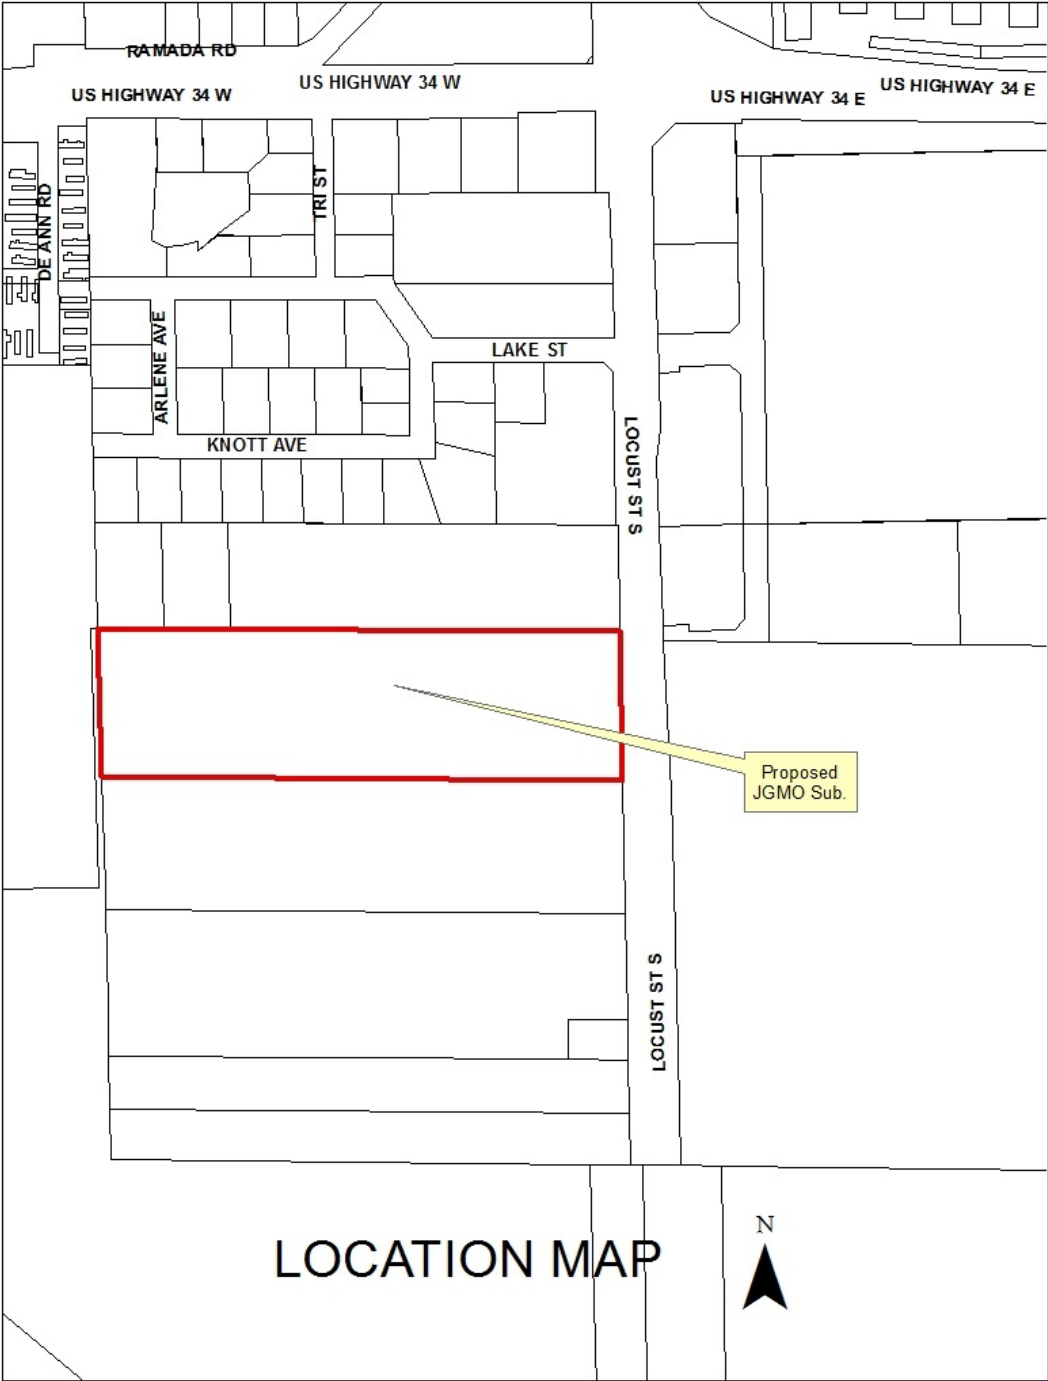 RAMADA RD
US HIGHWAY 34 W
US HIGHWAY 34 W
US HIGHWAY 34 E
US HIGHWAY 34 E
TRI ST
DE ANN RD
ARLENE AVE
LAKE ST
KNOTT AVE
LOCUST ST S
Proposed
JGMO Sub.
LOCUST ST S
N
LOCATION MAP